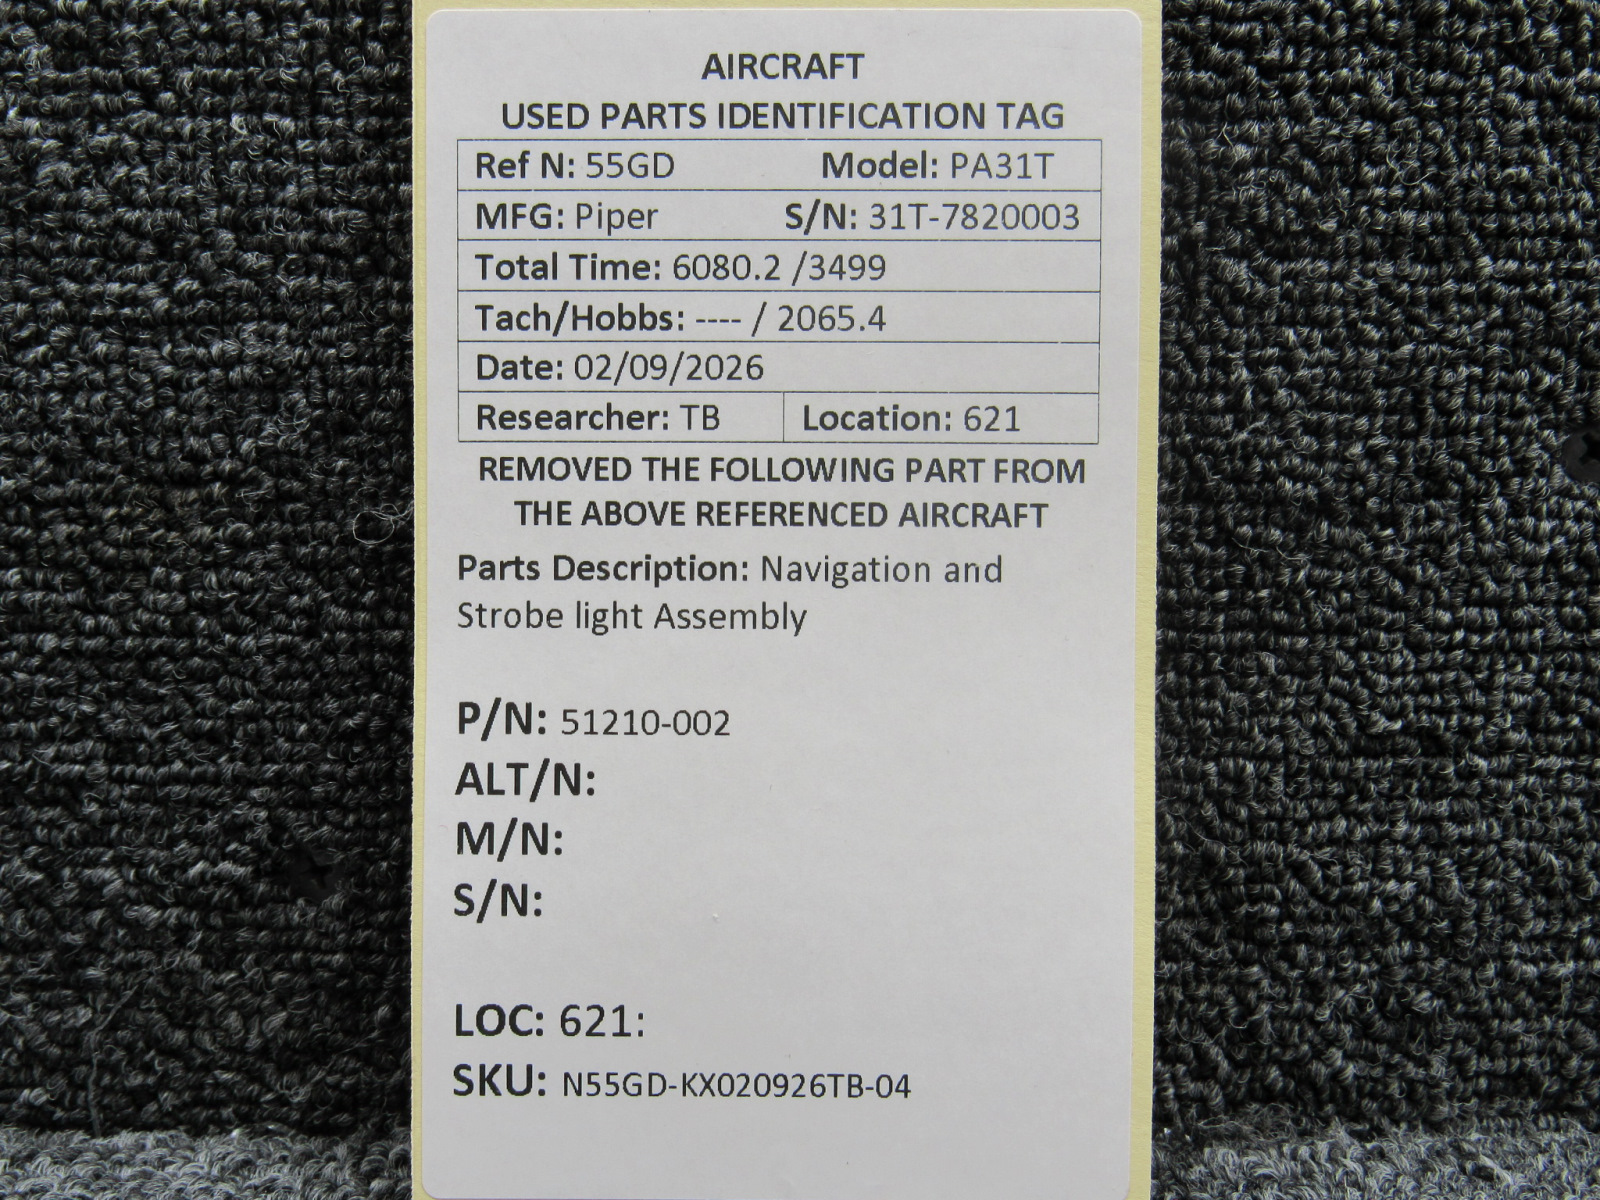 AIRCRAFT
USED PARTS IDENTIFICATION TAG
Ref N: 55GD Model: PA31T
MFG: Piper S/N: 31T-7820003
Total Time: 6080.2 /3499
Tach/Hobbs: ---- / 2065.4
Date: 02/09/2026
Researcher: TB Location: 621
REMOVED THE FOLLOWING PART FROM
THE ABOVE REFERENCED AIRCRAFT
Parts Description: Navigation and
Strobe light Assembly
P/N: 51210-002
ALT/N:
M/N:
S/N:
LOC: 621:
SKU: N55GD-KX020926TB-04